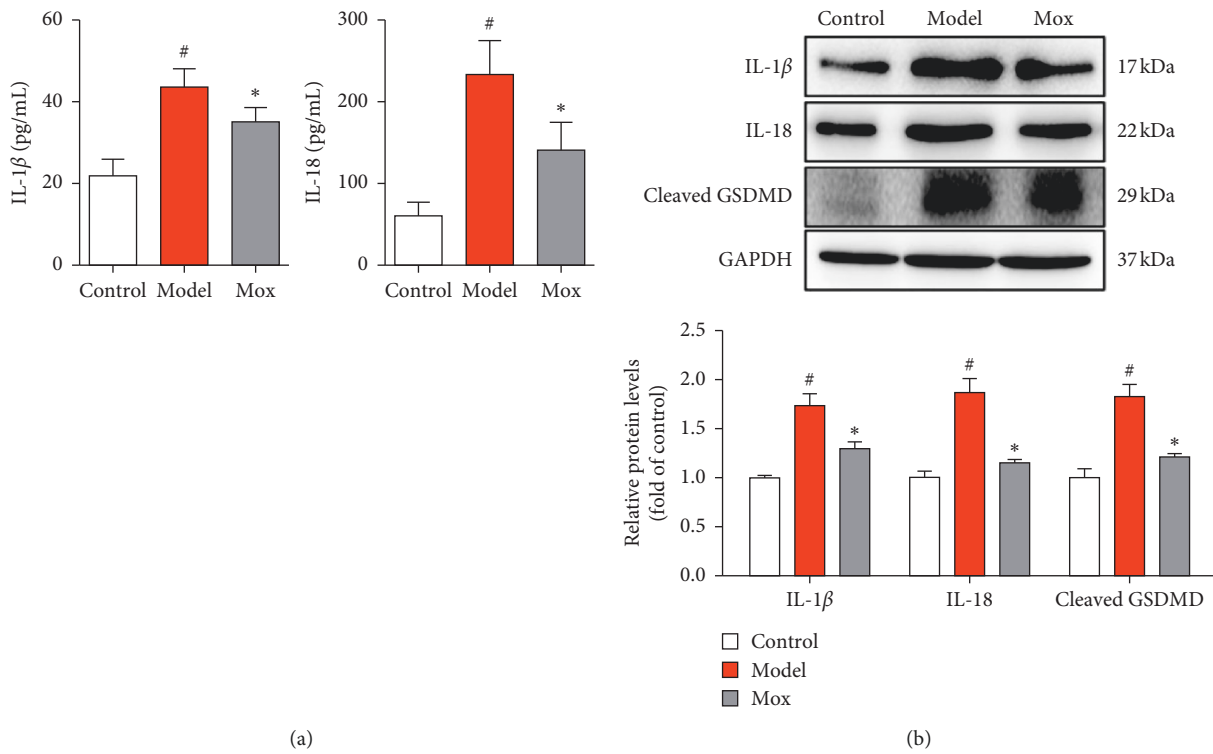 IL-1β (pg/mL)
60
40
20
0
#
*
Control Model Mox
IL-18 (pg/mL)
300
200
100
0
#
*
Control Model Mox
(a)
Control Model Mox
IL-1β 17 kDa
IL-18 22 kDa
Cleaved GSDMD 29 kDa
GAPDH 37 kDa
Relative protein levels
(fold of control)
2.5
2.0
1.5
1.0
0.5
0.0
# # #
* * *
IL-1β IL-18 Cleaved GSDMD
Control
Model
Mox
(b)